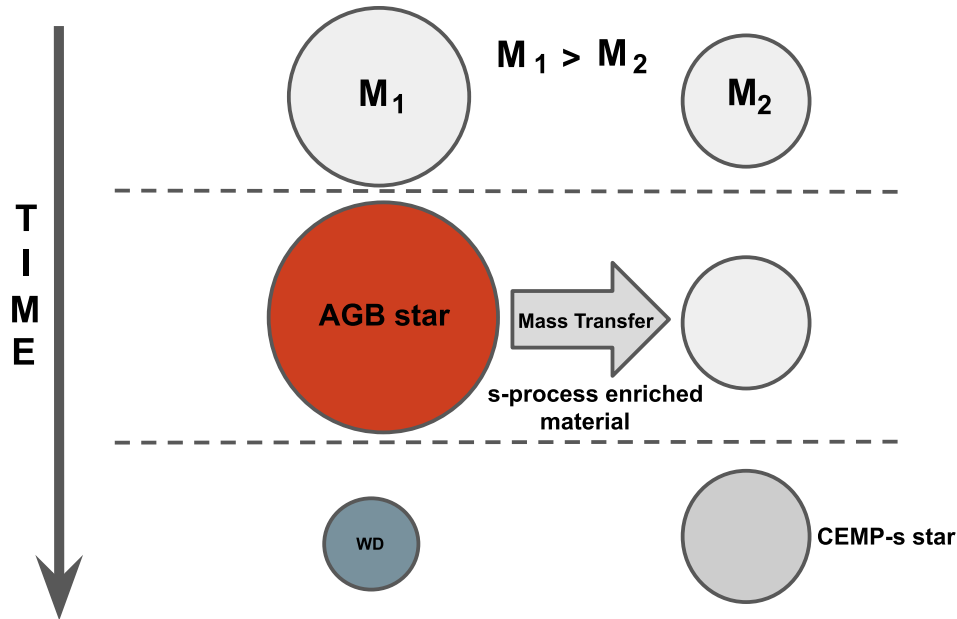 M₁
M₁ > M₂
M₂
T
I
M
E
AGB star
Mass Transfer
s-process enriched
material
WD
CEMP-s star